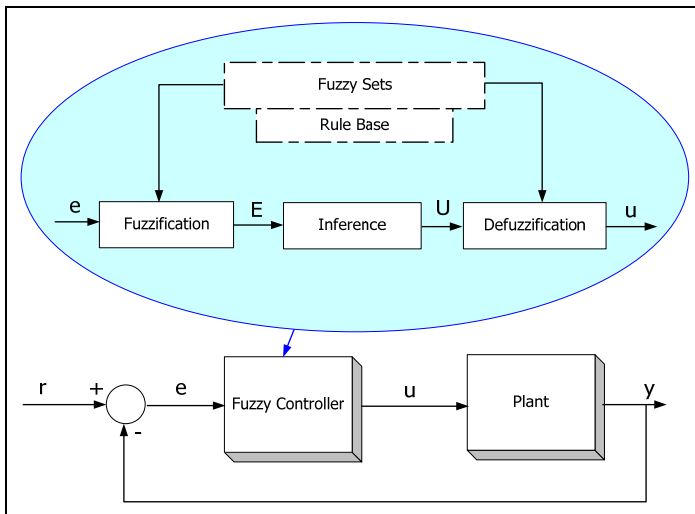 Fuzzy Sets
Rule Base
e
Fuzzification
E
Inference
U
Defuzzification
u
r
+
-
e
Fuzzy Controller
u
Plant
y